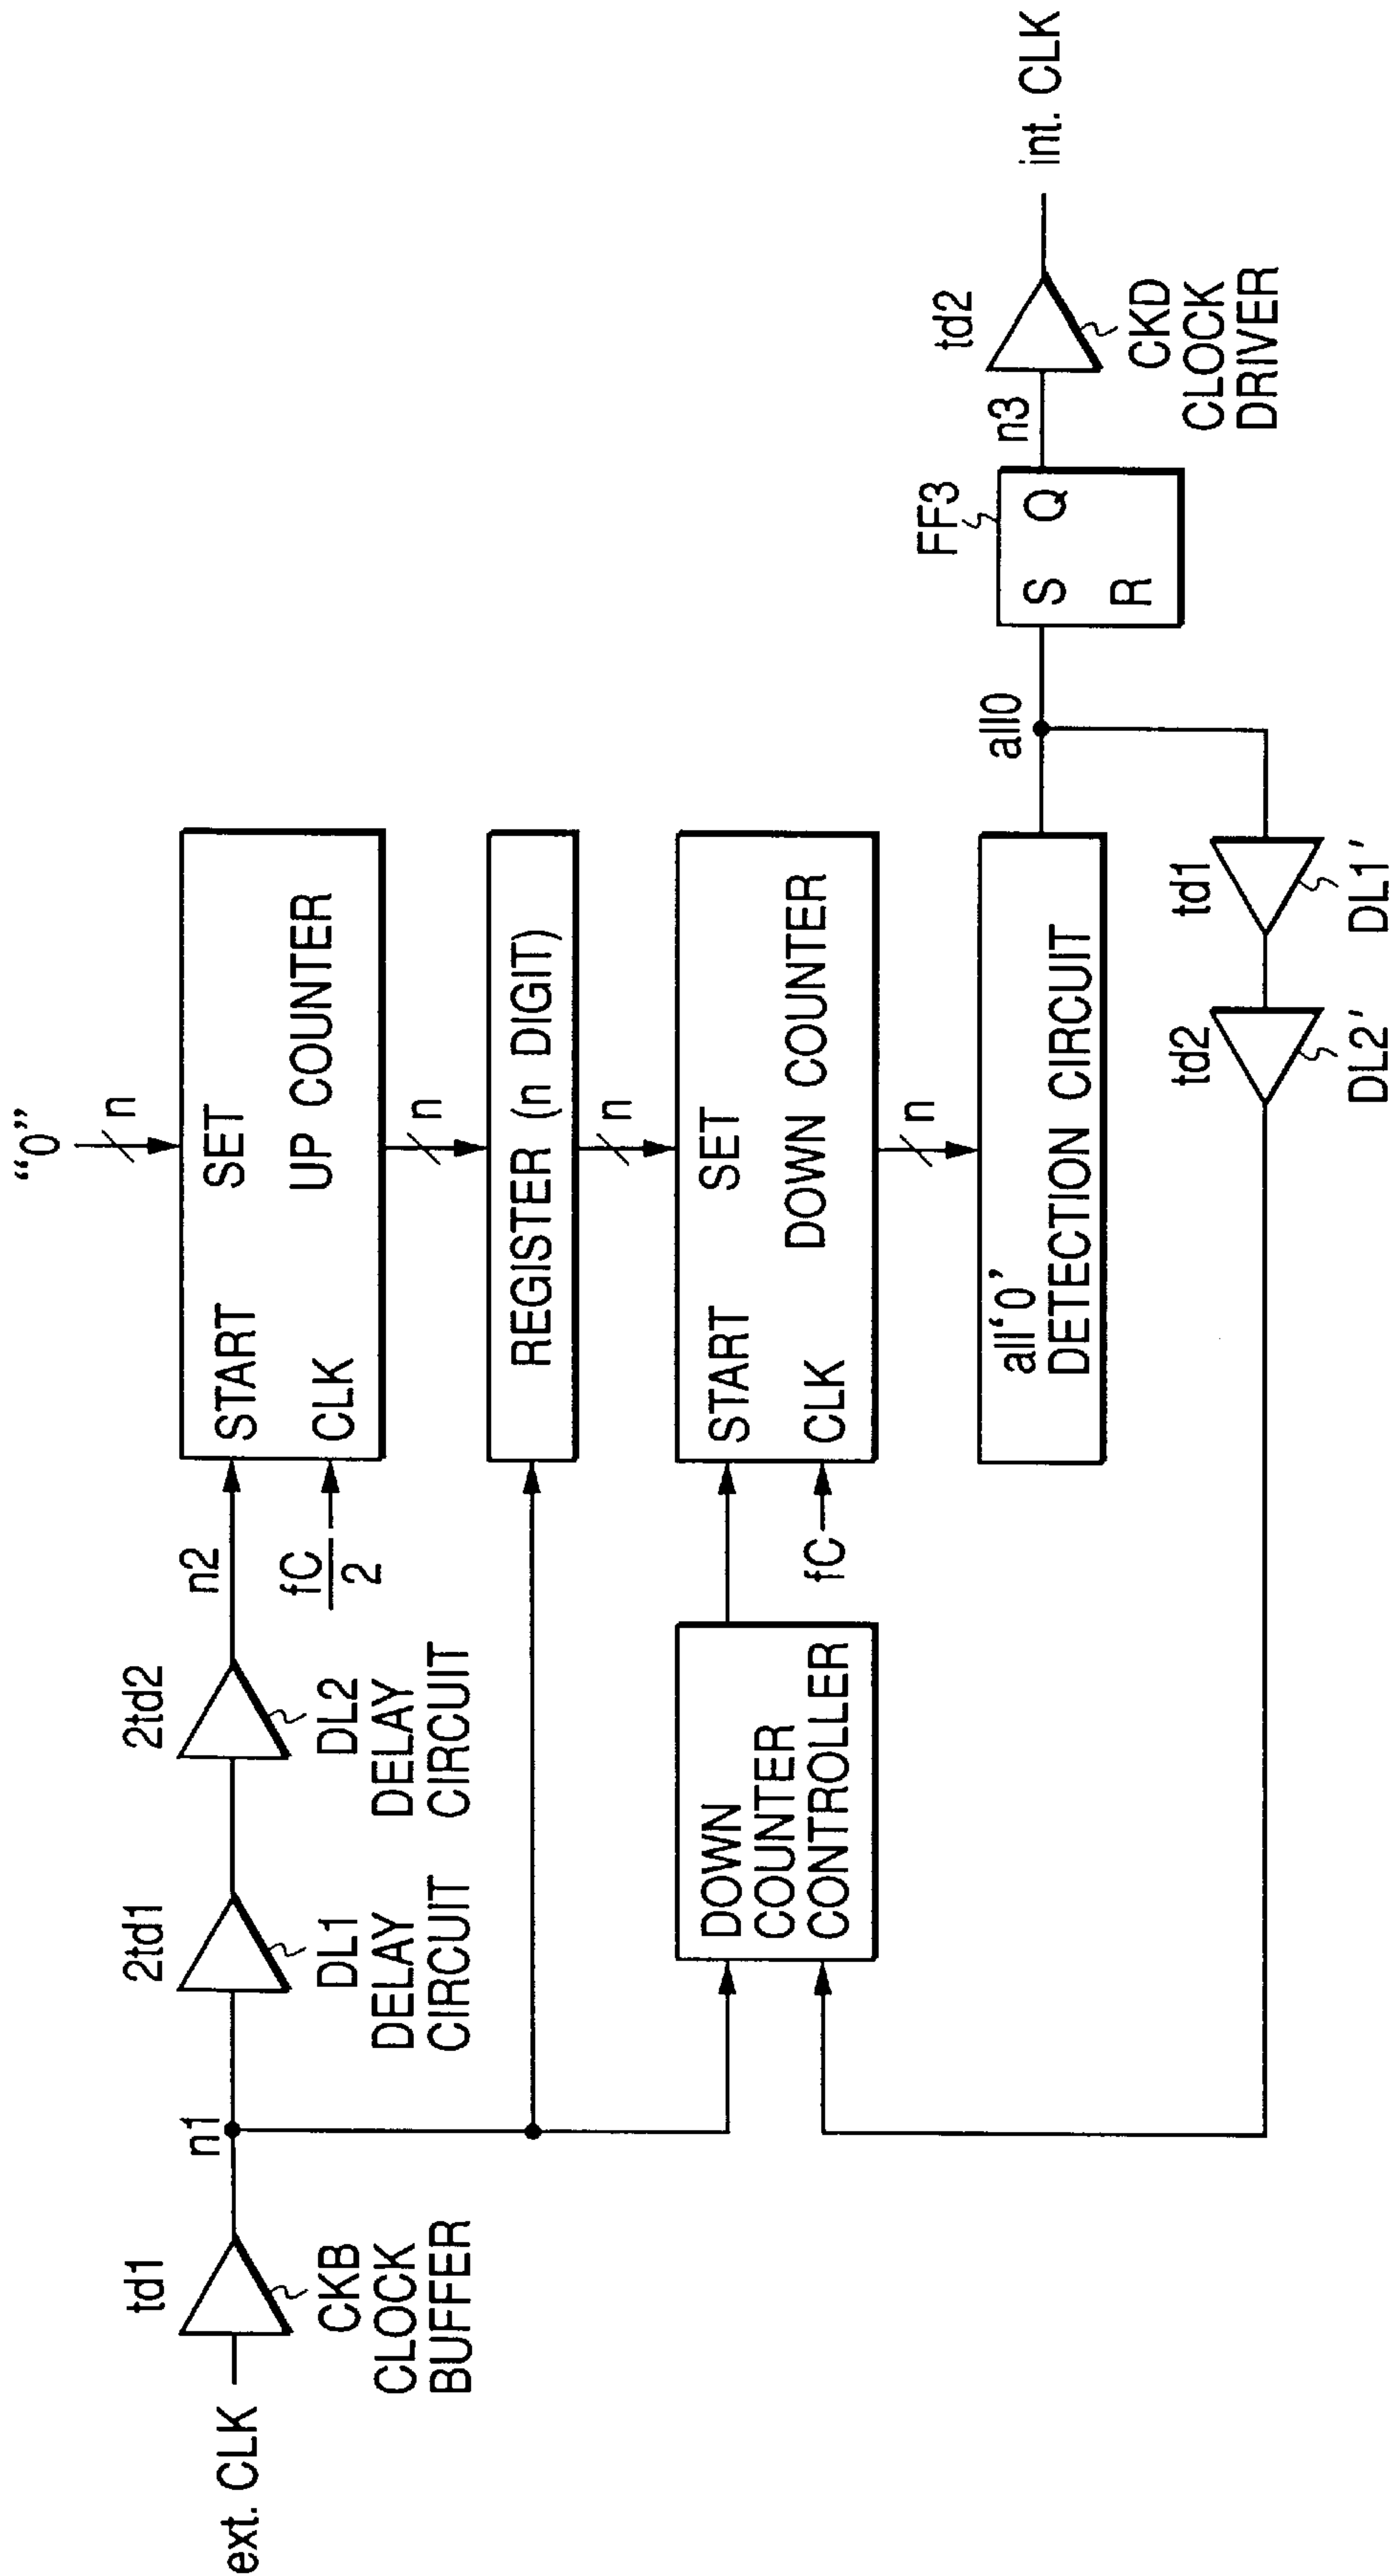 "0"
n
ext. CLK
td1
CKB
CLOCK
BUFFER
n1
2td1
DL1
DELAY
CIRCUIT
2td2
DL2
DELAY
CIRCUIT
n2
fC
2
START
SET
CLK
UP COUNTER
n
REGISTER (n DIGIT)
n
DOWN
COUNTER
CONTROLLER
fC
START
SET
CLK
DOWN COUNTER
n
all'0'
DETECTION CIRCUIT
all0
FF3
S Q
R
n3
td2
CKD
CLOCK
DRIVER
int. CLK
td2
DL2'
td1
DL1'